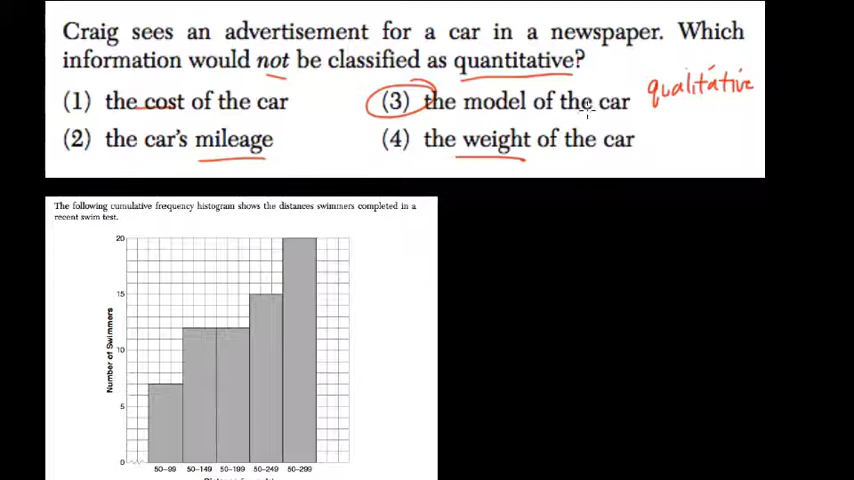 Craig sees an advertisement for a car in a newspaper. Which
information would not be classified as quantitative?
(1) the cost of the car
(3) the model of the car
qualitative
(2) the car's mileage
(4) the weight of the car
The following cumulative frequency histogram shows the distances swimmers completed in a
recent swim test.
20
15
10
5
0
Number of Swimmers
50–99 50–149 50–199 50–249 50–299